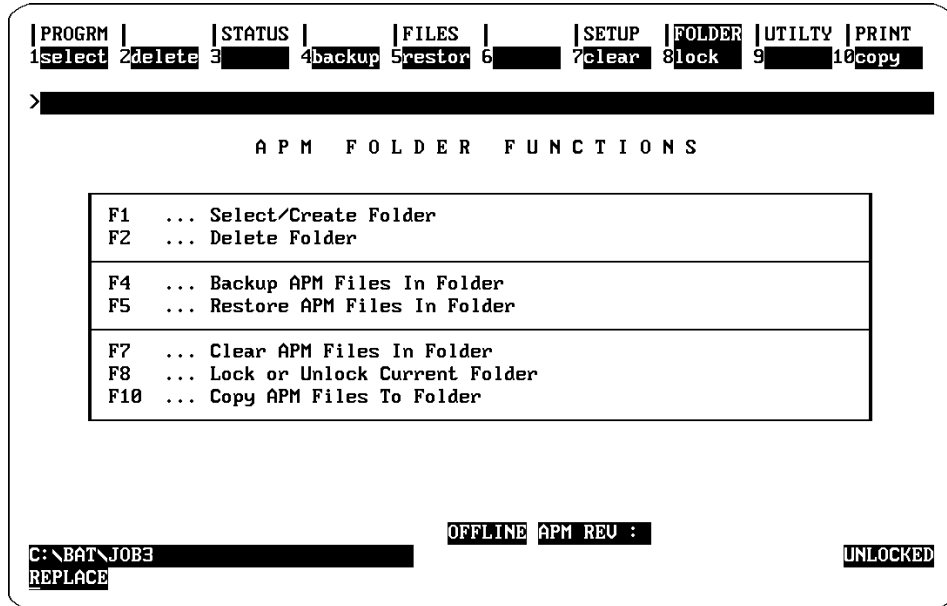 |PROGRM | |STATUS | |FILES | |SETUP |FOLDER |UTILTY |PRINT
1select 2delete 3 4backup 5restor 6 7clear 8lock 9 10copy
>
A P M F O L D E R F U N C T I O N S
F1 ... Select/Create Folder
F2 ... Delete Folder
F4 ... Backup APM Files In Folder
F5 ... Restore APM Files In Folder
F7 ... Clear APM Files In Folder
F8 ... Lock or Unlock Current Folder
F10 ... Copy APM Files To Folder
OFFLINE APM REV :
C:\BAT\JOB3 UNLOCKED
REPLACE